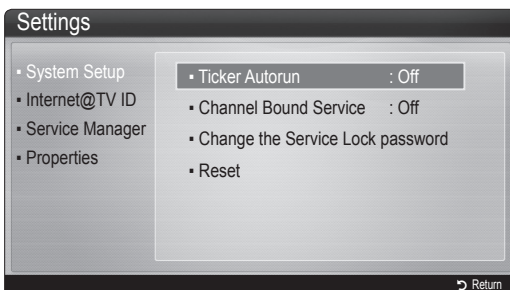 Settings
▪ System Setup
▪ Internet@TV ID
▪ Service Manager
▪ Properties
▪ Ticker Autorun : Off
▪ Channel Bound Service : Off
▪ Change the Service Lock password
▪ Reset
Return